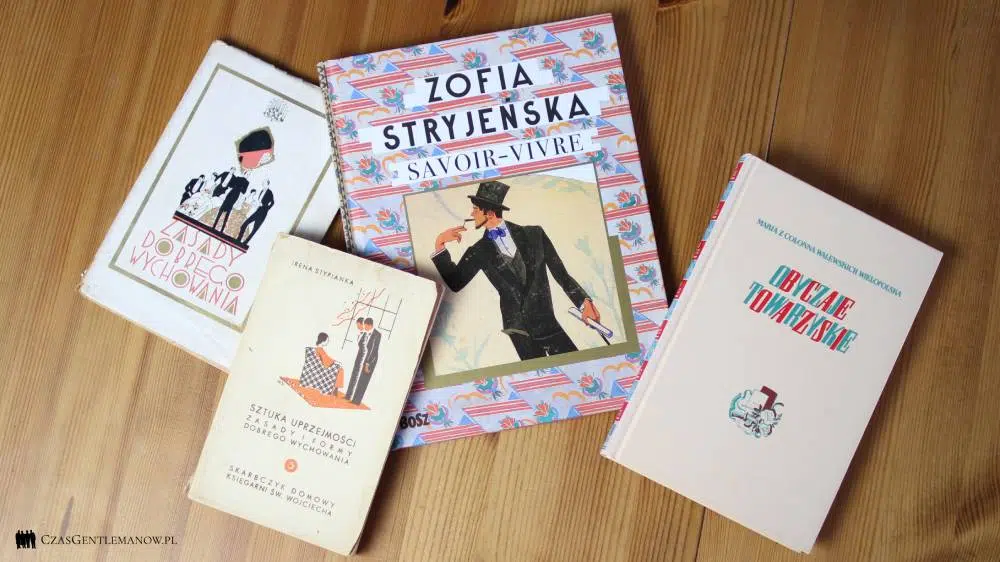 ZASADY
DOBREGO
WYCHOWANIA
IRENA STYPIANKA
SZTUKA UPRZEJMOŚCI
ZASADY I FORMY
DOBREGO WYCHOWANIA
3
SKARBCZYK DOMOWY
KSIĘGARNI ŚW. WOJCIECHA
ZOFIA
STRYJEŃSKA
SAVOIR-VIVRE
BOSZ
MARIA Z COLONNA WALEWSKICH WIELOPOLSKA
OBYCZAJE
TOWARZYSKIE
CZASGENTLEMANOW.PL